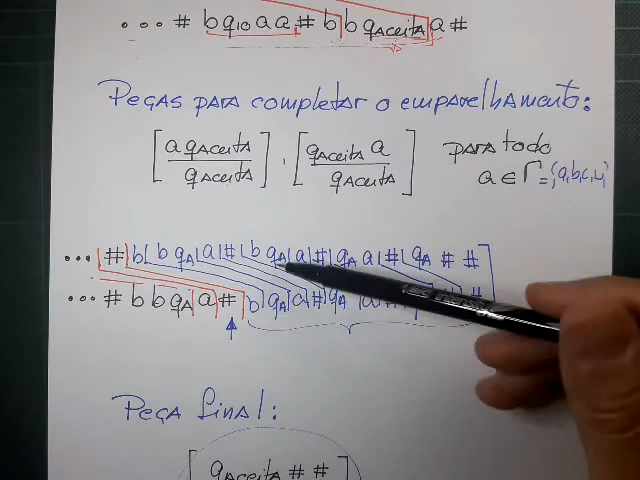 ••• # b q10 a a # b b qaceita a #
Peças para completar o emparelhamento:
[ a qaceita / qaceita ] , [ qaceita a / qaceita ] para todo
a ∈ Γ = {a,b,c,⊔}
••• # b b qA a # b qA a # qA a # qA # # ]
••• # b b qA a # b qA a # qA a #
Peça final:
[ qaceita # # ]